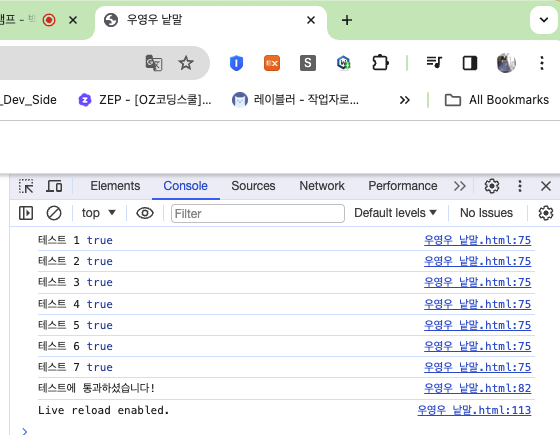 캠프 -
우영우 낱말
_Dev_Side
ZEP - [OZ코딩스쿨]...
레이블러 - 작업자로...
All Bookmarks
Elements
Console
Sources
Network
Performance
top
Filter
Default levels
No Issues
테스트 1 true 우영우 낱말.html:75
테스트 2 true 우영우 낱말.html:75
테스트 3 true 우영우 낱말.html:75
테스트 4 true 우영우 낱말.html:75
테스트 5 true 우영우 낱말.html:75
테스트 6 true 우영우 낱말.html:75
테스트 7 true 우영우 낱말.html:75
테스트에 통과하셨습니다! 우영우 낱말.html:82
Live reload enabled. 우영우 낱말.html:113